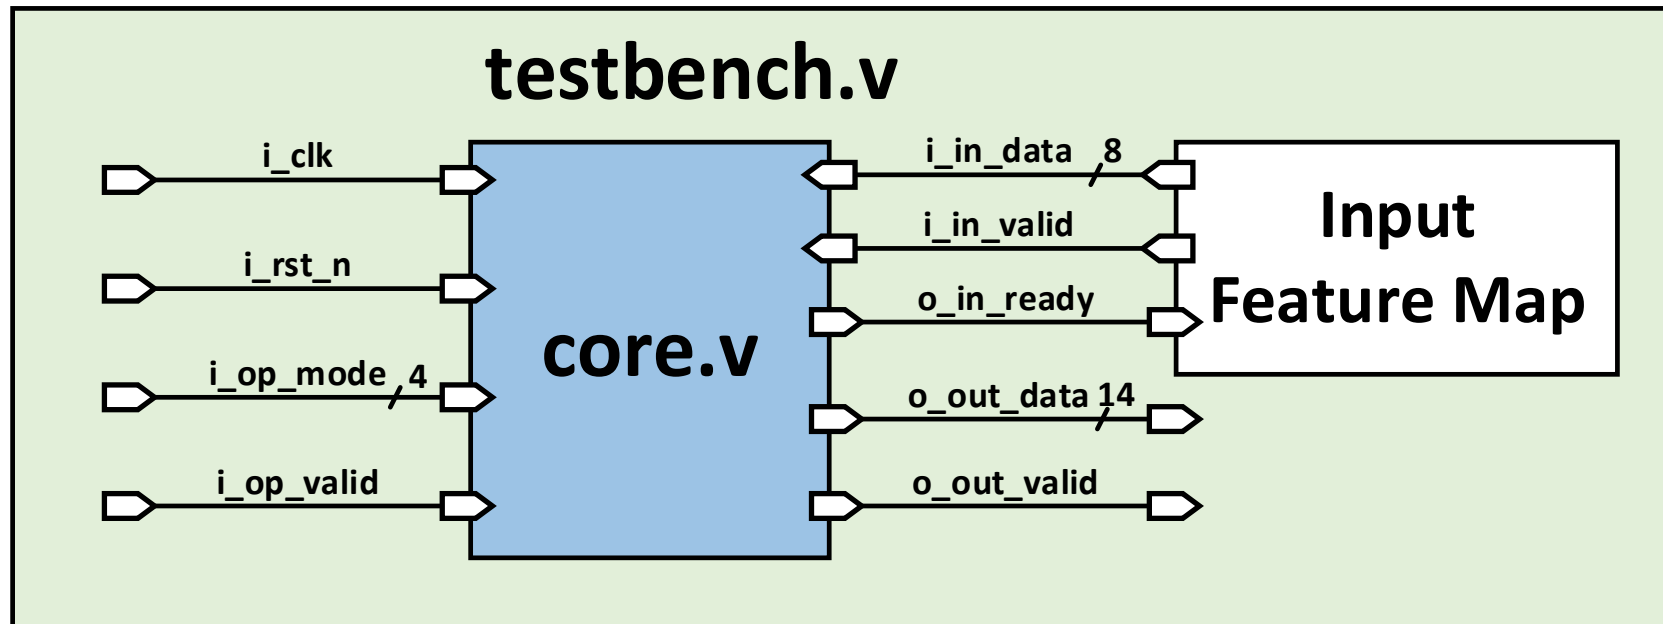 testbench.v
i_clk
i_rst_n
i_op_mode 4
i_op_valid
core.v
i_in_data 8
i_in_valid
o_in_ready
o_out_data 14
o_out_valid
Input
Feature Map